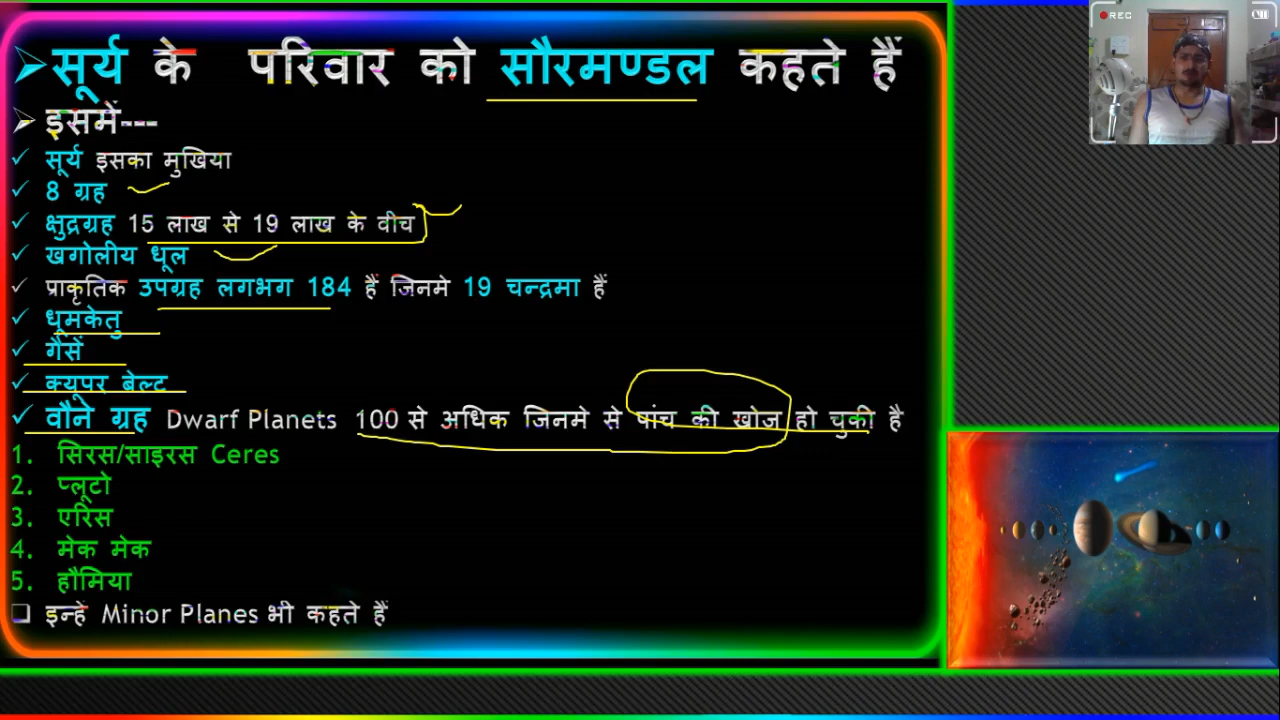 ➢सूर्य के परिवार को सौरमण्डल कहते हैं
➢ इसमें---
✓ सूर्य इसका मुखिया
✓ 8 ग्रह
✓ क्षुद्रग्रह 15 लाख से 19 लाख के वीच
✓ खगोलीय धूल
✓ प्राकृतिक उपग्रह लगभग 184 हैं जिनमे 19 चन्द्रमा हैं
✓ धूमकेतु
✓ गैसें
✓ क्यूपर बेल्ट
✓ वौने ग्रह Dwarf Planets 100 से अधिक जिनमे से पांच की खोज हो चुकी है
1. सिरस/साइरस Ceres
2. प्लूटो
3. एरिस
4. मेक मेक
5. हौमिया
❑ इन्हें Minor Planes भी कहते हैं
REC